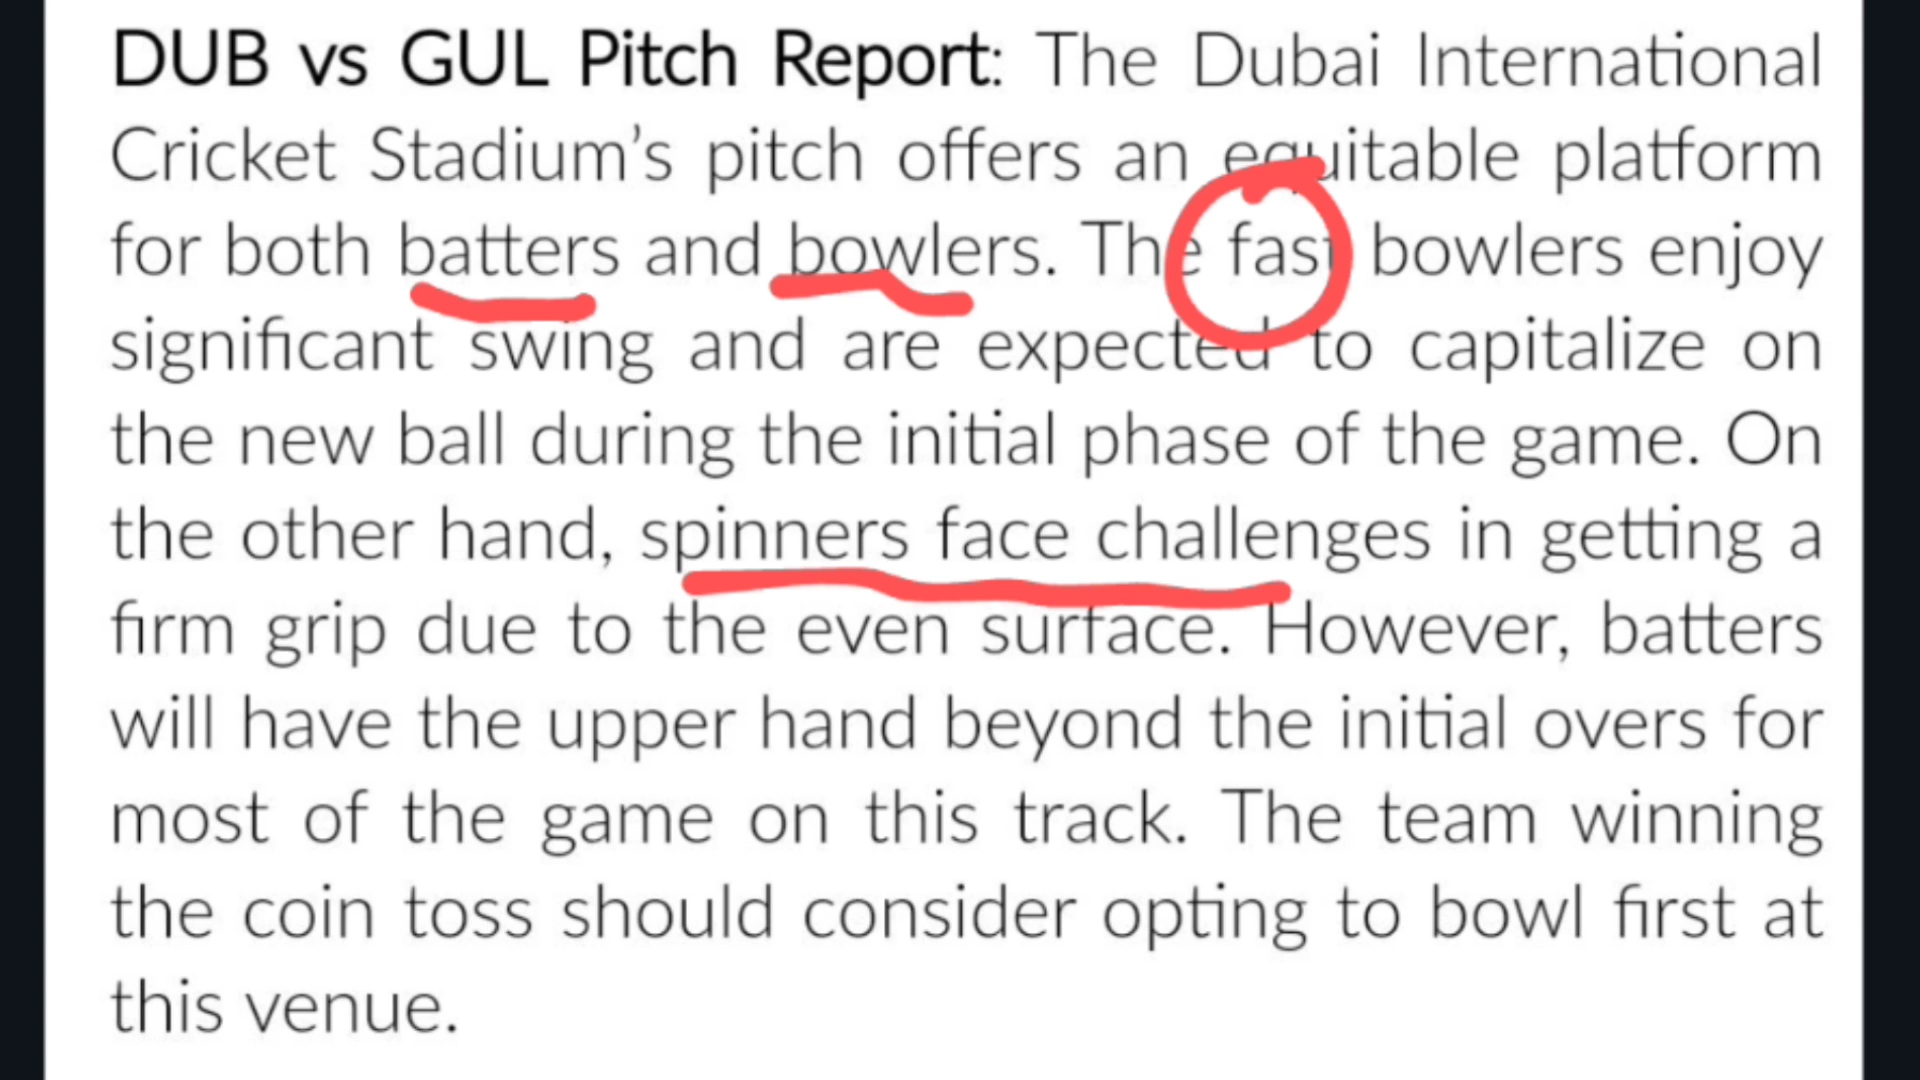 DUB vs GUL Pitch Report: The Dubai International
Cricket Stadium’s pitch offers an equitable platform
for both batters and bowlers. The fast bowlers enjoy
significant swing and are expected to capitalize on
the new ball during the initial phase of the game. On
the other hand, spinners face challenges in getting a
firm grip due to the even surface. However, batters
will have the upper hand beyond the initial overs for
most of the game on this track. The team winning
the coin toss should consider opting to bowl first at
this venue.